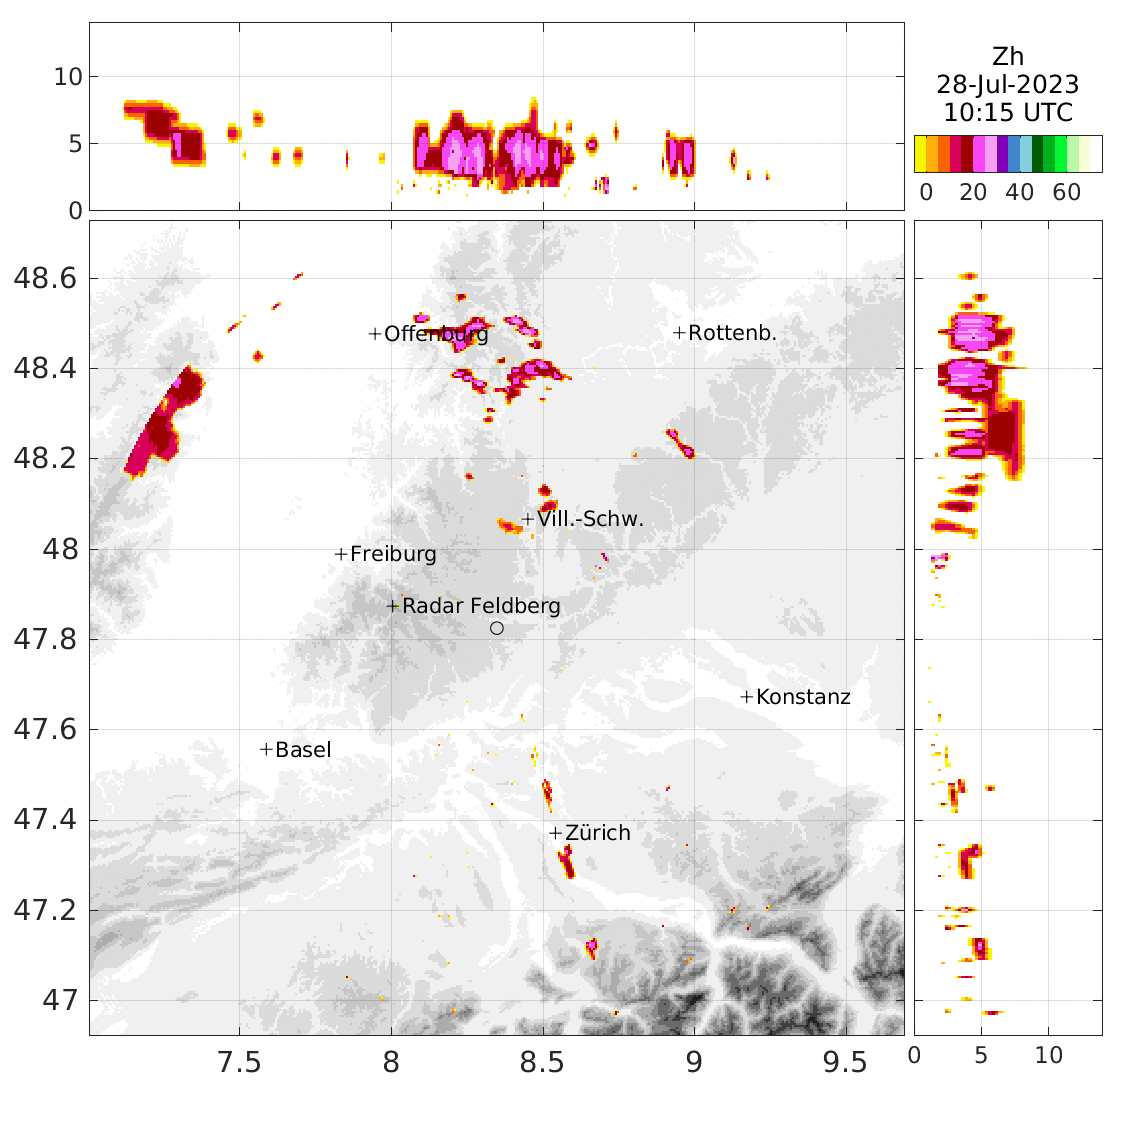 Zh
28-Jul-2023
10:15 UTC
0 20 40 60
10
5
0
48.6
48.4
48.2
48
47.8
47.6
47.4
47.2
47
+Offenburg
+Rottenb.
+Vill.-Schw.
+Freiburg
+Radar Feldberg
+Konstanz
+Basel
+Zürich
7.5 8 8.5 9 9.5
0 5 10